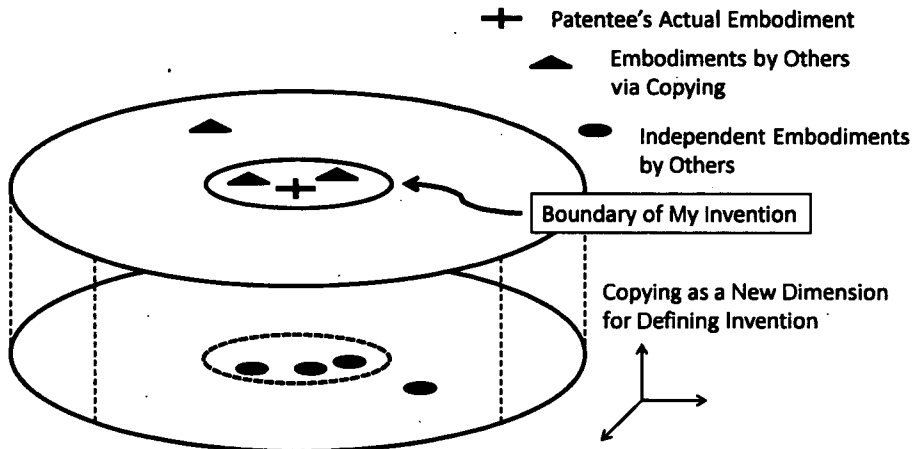 Patentee's Actual Embodiment
Embodiments by Others
via Copying
Independent Embodiments
by Others
Boundary of My Invention
Copying as a New Dimension
for Defining Invention